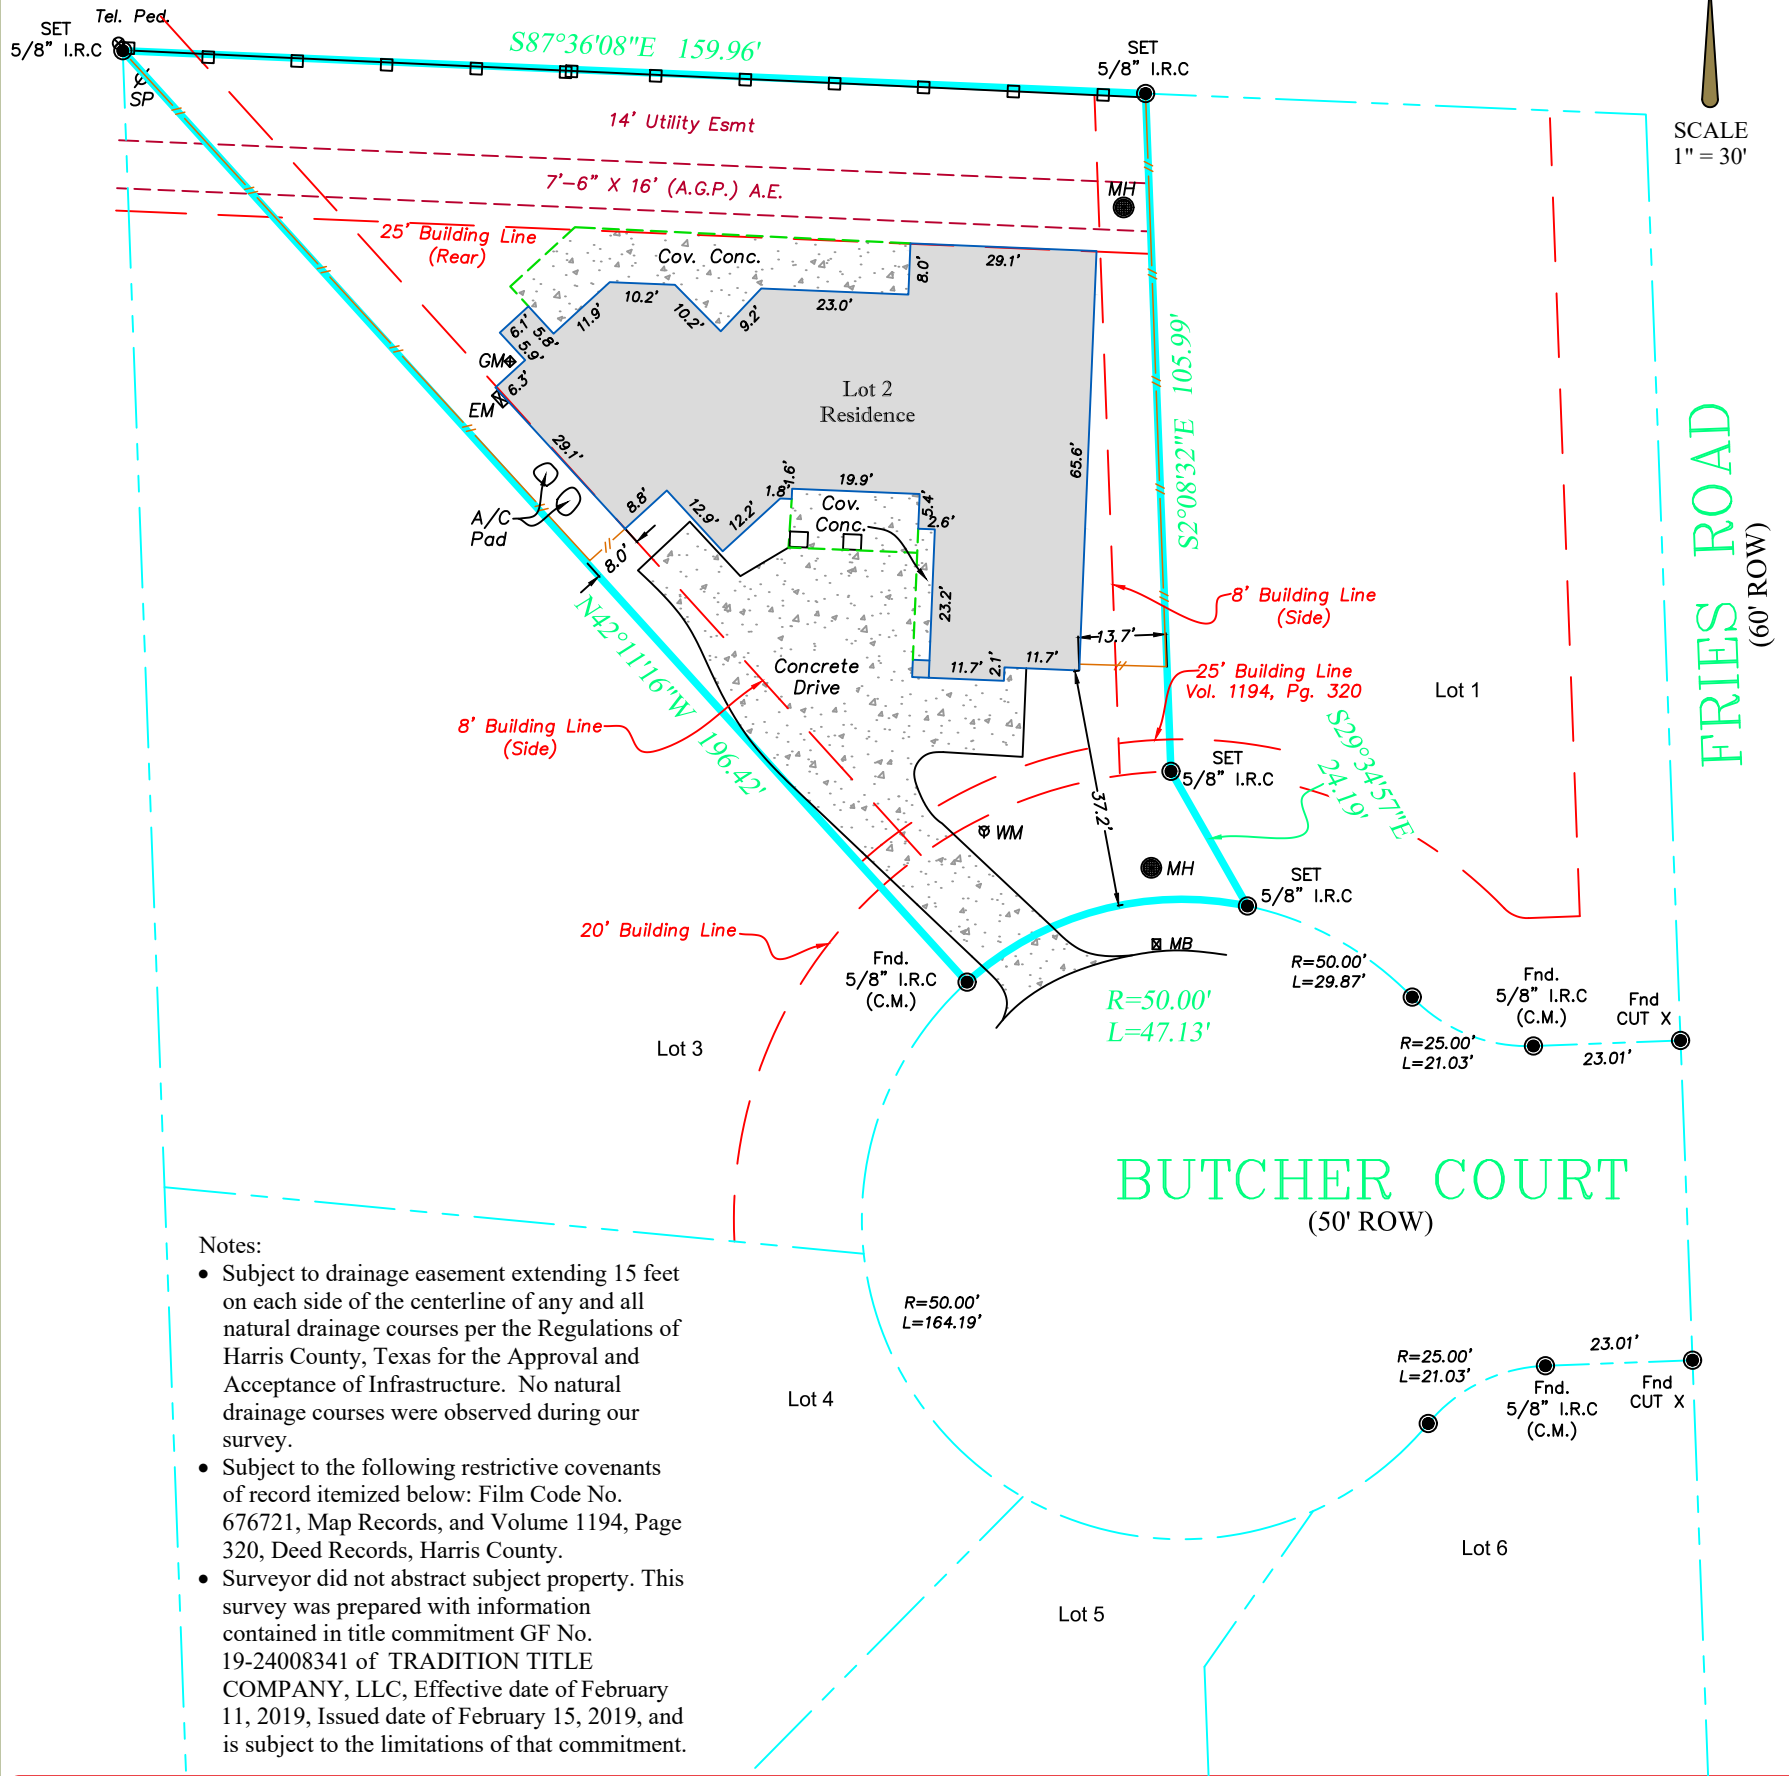 Tel. Ped.
SET
5/8" I.R.C
S87°36'08"E 159.96'
SET
5/8" I.R.C
SCALE
1" = 30'
SP
14' Utility Esmt
7'-6" X 16' (A.G.P.) A.E.
MH
25' Building Line
(Rear)
Cov. Conc.
29.1'
8.0'
10.2'
11.9'
10.2'
9.2'
23.0'
6.1'
5.8'
5.9'
GM
6.3'
EM
Lot 2
Residence
S2°08'32"E 105.99'
FRIES ROAD
(60' ROW)
29.1'
65.6'
8.8'
12.9'
12.2'
1.8'
1.6'
19.9'
5.4'
2.6'
Cov.
Conc.
A/C
Pad
8.0'
23.2'
8' Building Line
(Side)
13.7'
N42°11'16"W 196.42'
Concrete
Drive
11.7'
2.1'
11.7'
25' Building Line
Vol. 1194, Pg. 320
Lot 1
8' Building Line
(Side)
S29°34'57"E
24.19'
SET
5/8" I.R.C
37.2'
WM
MH
SET
5/8" I.R.C
20' Building Line
MB
Fnd.
5/8" I.R.C
(C.M.)
R=50.00'
L=47.13'
R=50.00'
L=29.87'
Fnd.
5/8" I.R.C
(C.M.)
Fnd
CUT X
R=25.00'
L=21.03'
23.01'
Lot 3
BUTCHER COURT
(50' ROW)
Notes:
• Subject to drainage easement extending 15 feet
on each side of the centerline of any and all
natural drainage courses per the Regulations of
Harris County, Texas for the Approval and
Acceptance of Infrastructure. No natural
drainage courses were observed during our
survey.
• Subject to the following restrictive covenants
of record itemized below: Film Code No.
676721, Map Records, and Volume 1194, Page
320, Deed Records, Harris County.
• Surveyor did not abstract subject property. This
survey was prepared with information
contained in title commitment GF No.
19-24008341 of TRADITION TITLE
COMPANY, LLC, Effective date of February
11, 2019, Issued date of February 15, 2019, and
is subject to the limitations of that commitment.
R=50.00'
L=164.19'
Lot 4
R=25.00'
L=21.03'
23.01'
Fnd.
5/8" I.R.C
(C.M.)
Fnd
CUT X
Lot 6
Lot 5